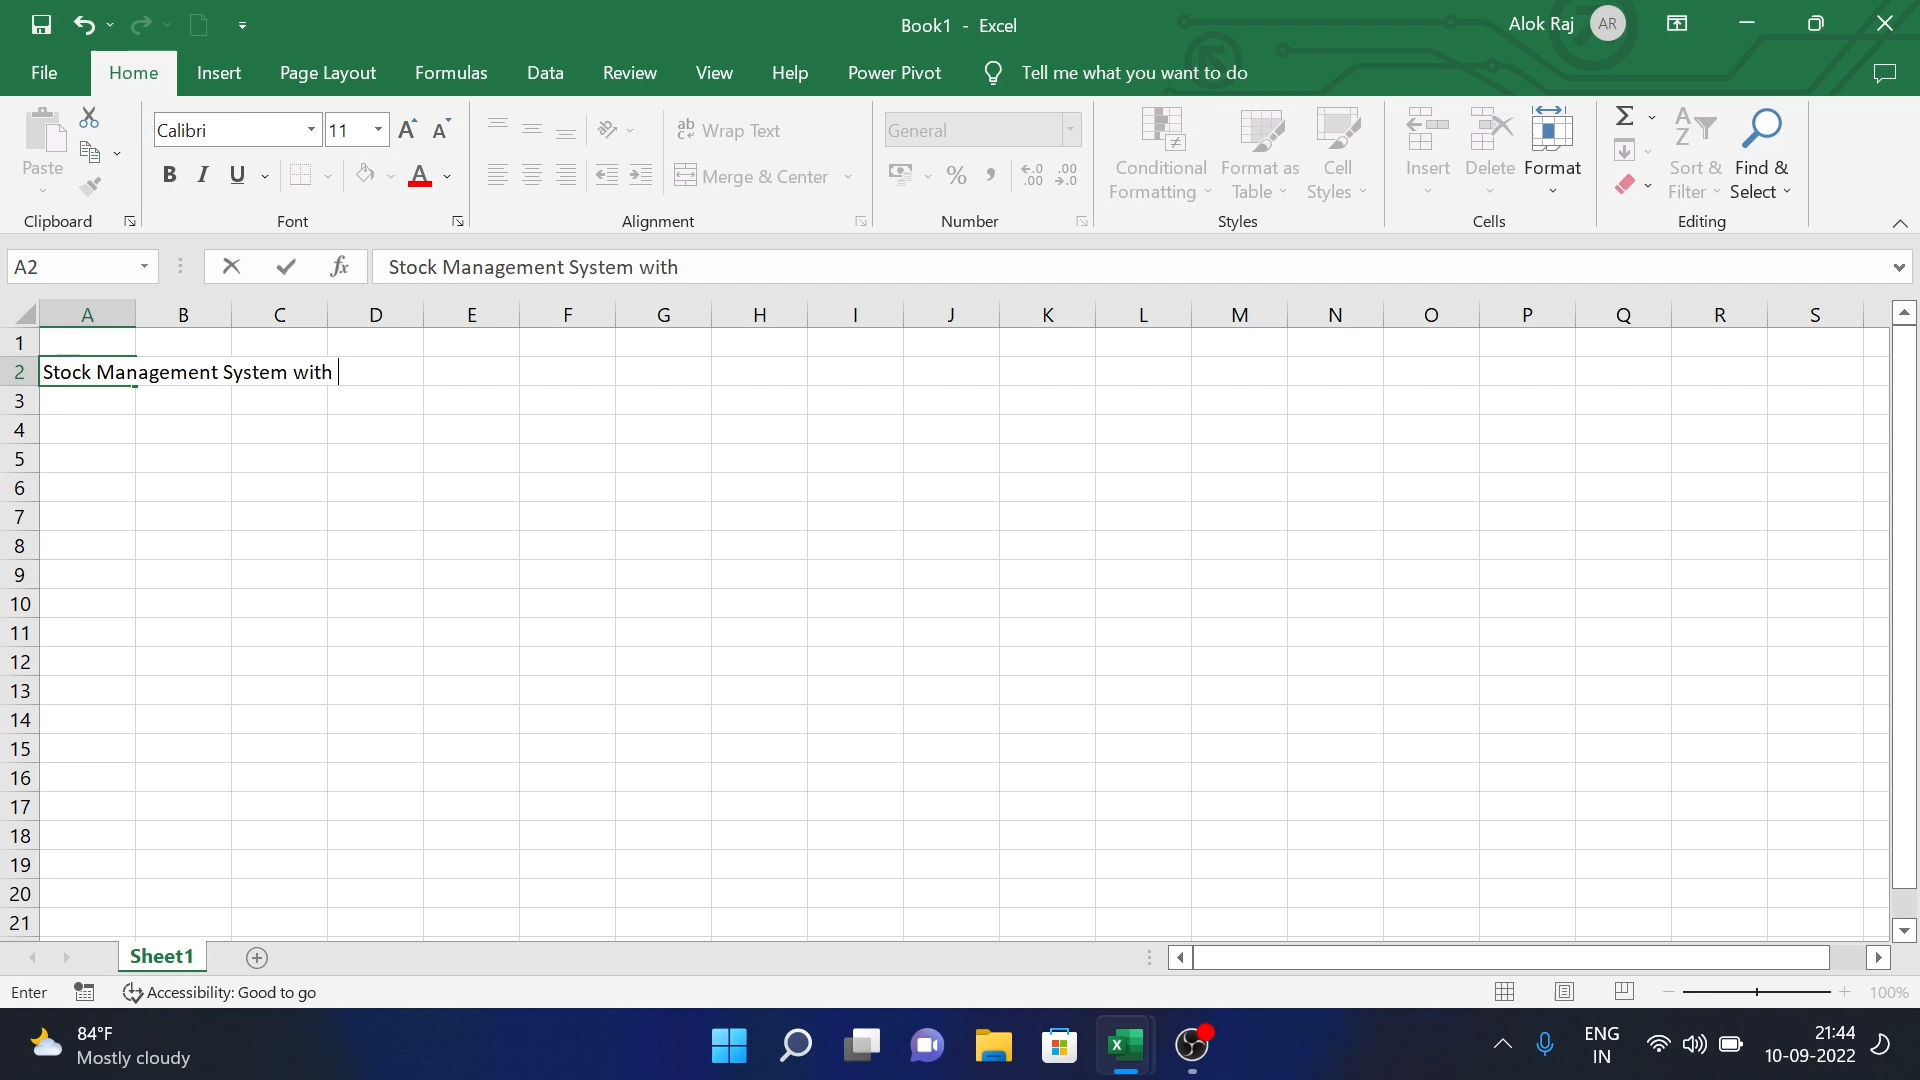 Book1 - Excel
Alok Raj AR
File Home Insert Page Layout Formulas Data Review View Help Power Pivot Tell me what you want to do
Paste
Clipboard
Calibri 11
B I U A
Font
ab Wrap Text
Merge & Center
Alignment
General
% , .00 .0
Number
Conditional Formatting
Format as Table
Cell Styles
Styles
Insert Delete Format
Cells
Sort & Filter
Find & Select
Editing
A2 fx Stock Management System with
A B C D E F G H I J K L M N O P Q R S
1
2 Stock Management System with
3
4
5
6
7
8
9
10
11
12
13
14
15
16
17
18
19
20
21
Sheet1
Enter Accessibility: Good to go 100%
84°F
Mostly cloudy
ENG
IN
21:44
10-09-2022